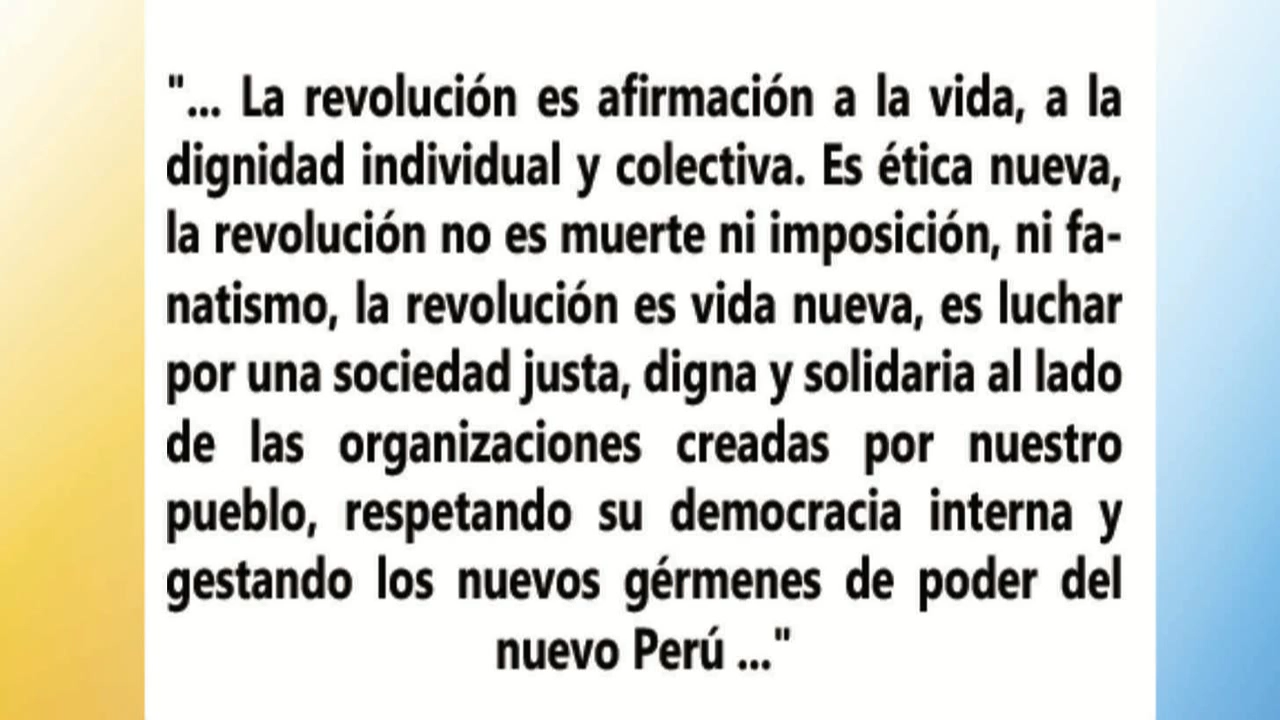 "... La revolución es afirmación a la vida, a la
dignidad individual y colectiva. Es ética nueva,
la revolución no es muerte ni imposición, ni fa-
natismo, la revolución es vida nueva, es luchar
por una sociedad justa, digna y solidaria al lado
de las organizaciones creadas por nuestro
pueblo, respetando su democracia interna y
gestando los nuevos gérmenes de poder del
nuevo Perú ..."